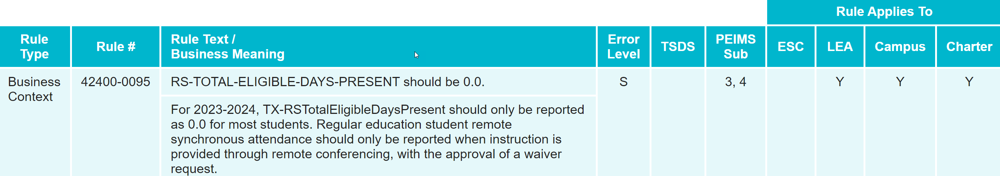 Rule Applies To
Rule
Type
Rule #
Rule Text /
Business Meaning
Error
Level
TSDS
PEIMS
Sub
ESC
LEA
Campus
Charter
Business
Context
42400-0095
RS-TOTAL-ELIGIBLE-DAYS-PRESENT should be 0.0.
For 2023-2024, TX-RSTotalEligibleDaysPresent should only be reported
as 0.0 for most students. Regular education student remote
synchronous attendance should only be reported when instruction is
provided through remote conferencing, with the approval of a waiver
request.
S
3, 4
Y
Y
Y